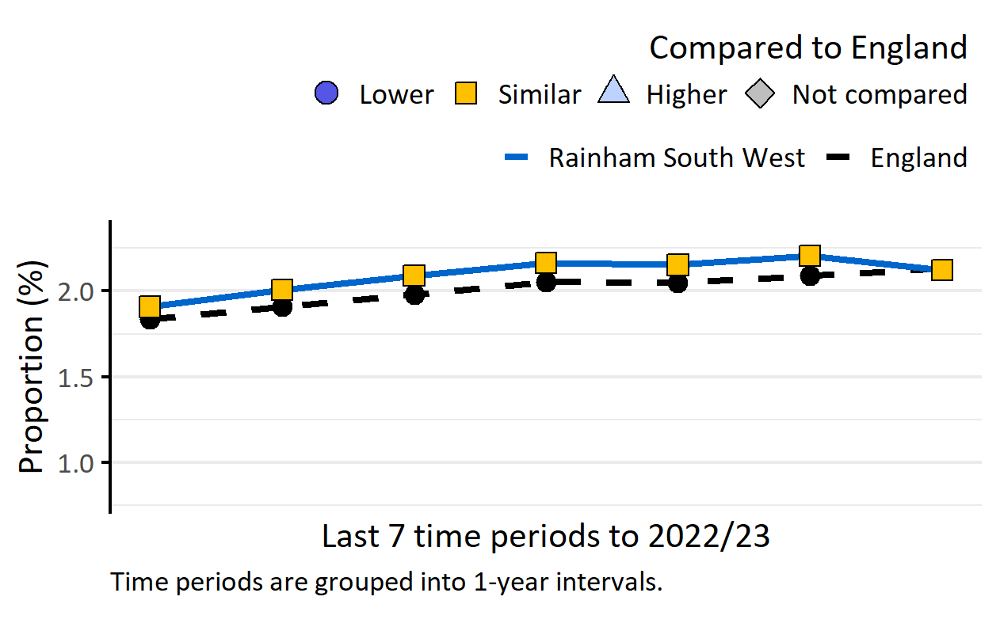 Compared to England
Lower Similar Higher Not compared
Rainham South West England
Proportion (%)
2.0
1.5
1.0
Last 7 time periods to 2022/23
Time periods are grouped into 1-year intervals.